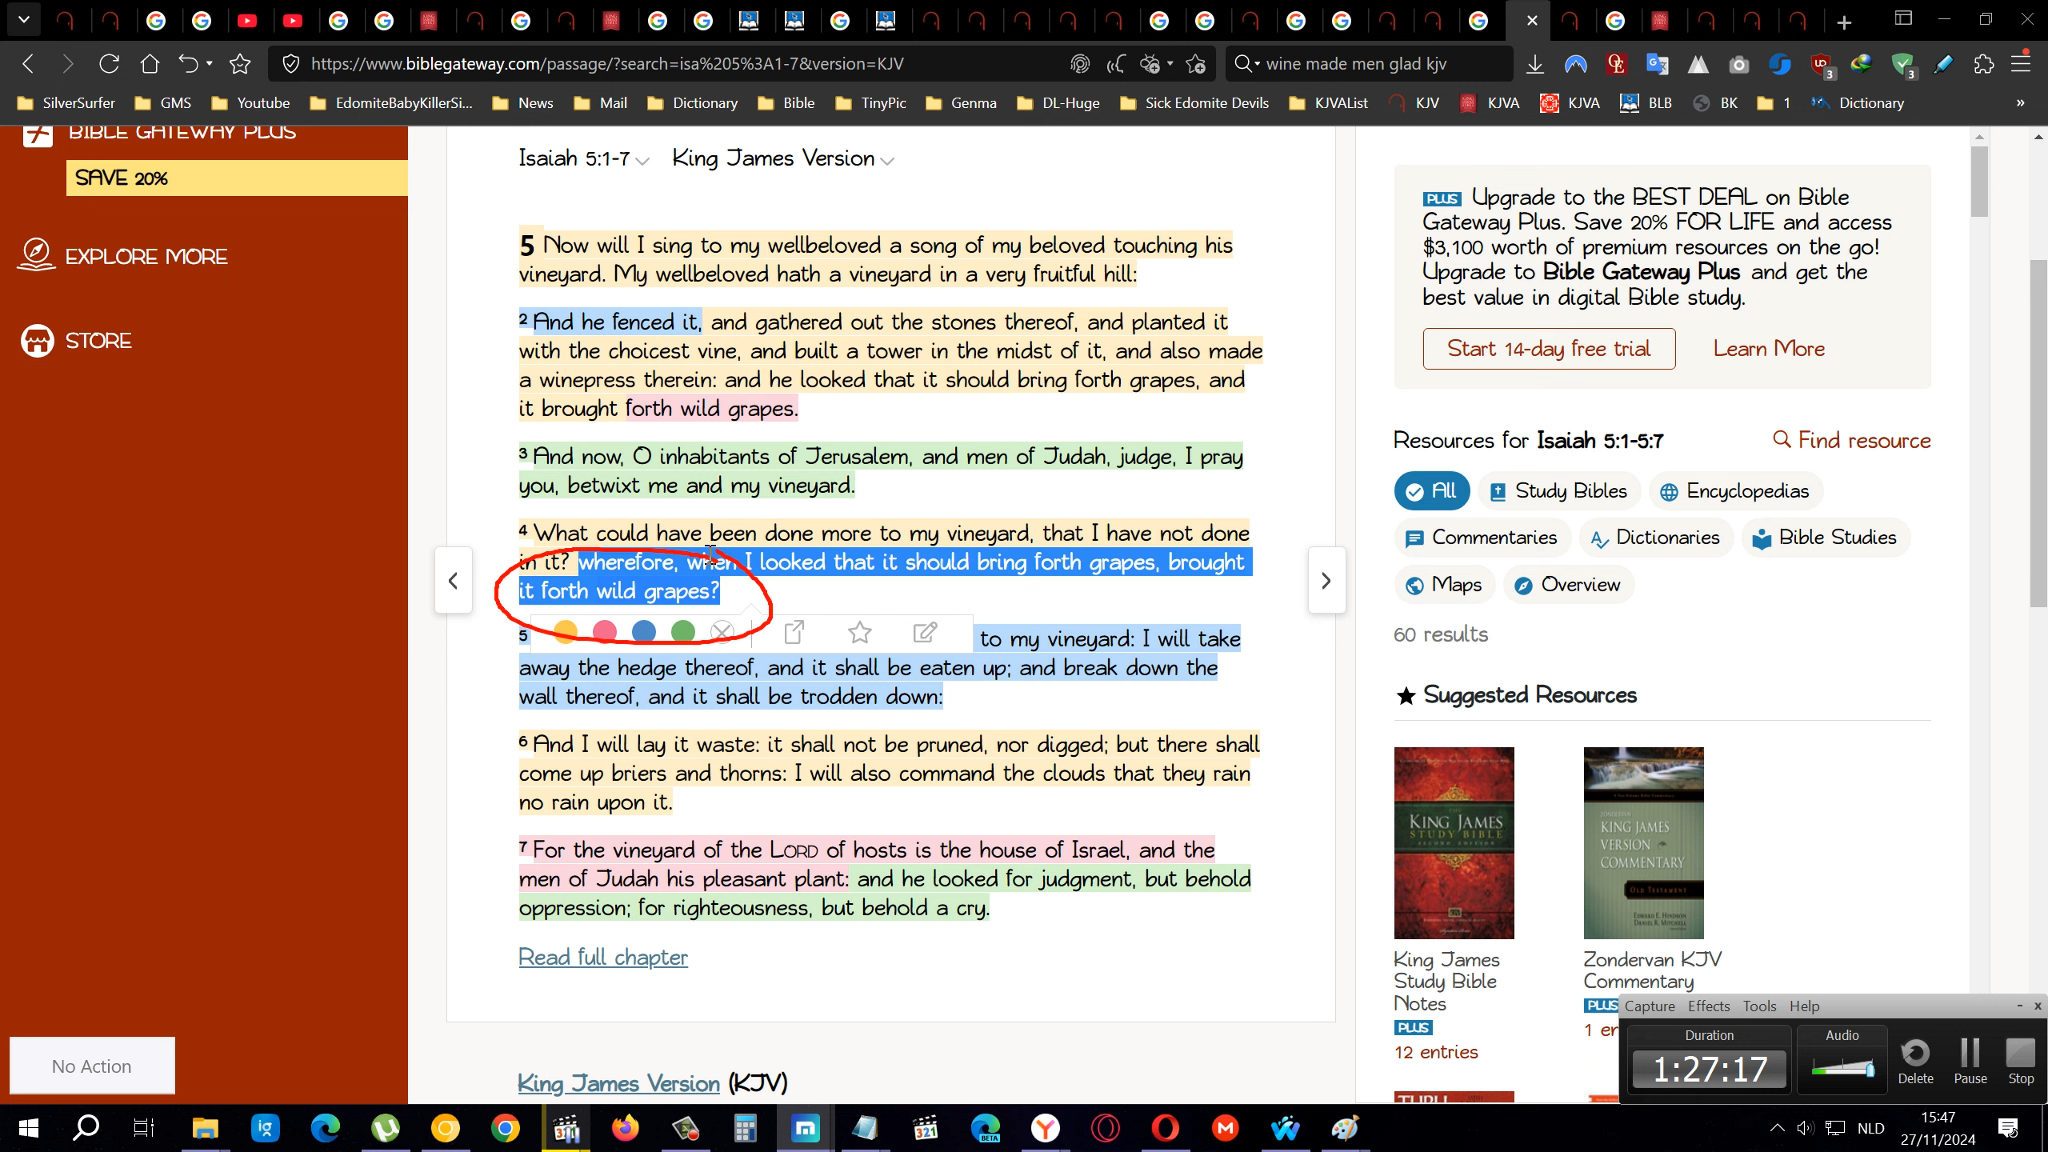 https://www.biblegateway.com/passage/?search=isa%205%3A1-7&version=KJV
wine made men glad kjv
SilverSurfer
GMS
Youtube
EdomiteBabyKillerSi...
News
Mail
Dictionary
Bible
TinyPic
Genma
DL-Huge
Sick Edomite Devils
KJVAList
KJV
KJVA
KJVA
BLB
BK
1
Dictionary
BIBLE GATEWAY PLUS
SAVE 20%
EXPLORE MORE
STORE
No Action
Isaiah 5:1-7 King James Version
5 Now will I sing to my wellbeloved a song of my beloved touching his
vineyard. My wellbeloved hath a vineyard in a very fruitful hill:
2 And he fenced it, and gathered out the stones thereof, and planted it
with the choicest vine, and built a tower in the midst of it, and also made
a winepress therein: and he looked that it should bring forth grapes, and
it brought forth wild grapes.
3 And now, O inhabitants of Jerusalem, and men of Judah, judge, I pray
you, betwixt me and my vineyard.
4 What could have been done more to my vineyard, that I have not done
in it? wherefore, when I looked that it should bring forth grapes, brought
it forth wild grapes?
5 to my vineyard: I will take
away the hedge thereof, and it shall be eaten up; and break down the
wall thereof, and it shall be trodden down:
6 And I will lay it waste: it shall not be pruned, nor digged; but there shall
come up briers and thorns: I will also command the clouds that they rain
no rain upon it.
7 For the vineyard of the LORD of hosts is the house of Israel, and the
men of Judah his pleasant plant: and he looked for judgment, but behold
oppression; for righteousness, but behold a cry.
Read full chapter
King James Version (KJV)
PLUS Upgrade to the BEST DEAL on Bible
Gateway Plus. Save 20% FOR LIFE and access
$3,100 worth of premium resources on the go!
Upgrade to Bible Gateway Plus and get the
best value in digital Bible study.
Start 14-day free trial
Learn More
Resources for Isaiah 5:1-5:7
Find resource
All
Study Bibles
Encyclopedias
Commentaries
Dictionaries
Bible Studies
Maps
Overview
60 results
Suggested Resources
KING JAMES
STUDY BIBLE
SECOND EDITION
KING JAMES
VERSION
COMMENTARY
OLD TESTAMENT
King James
Study Bible
Notes
PLUS
12 entries
Zondervan KJV
Commentary
PLUS
1 er
Capture Effects Tools Help
Duration
1:27:17
Audio
Delete
Pause
Stop
NLD
15:47
27/11/2024